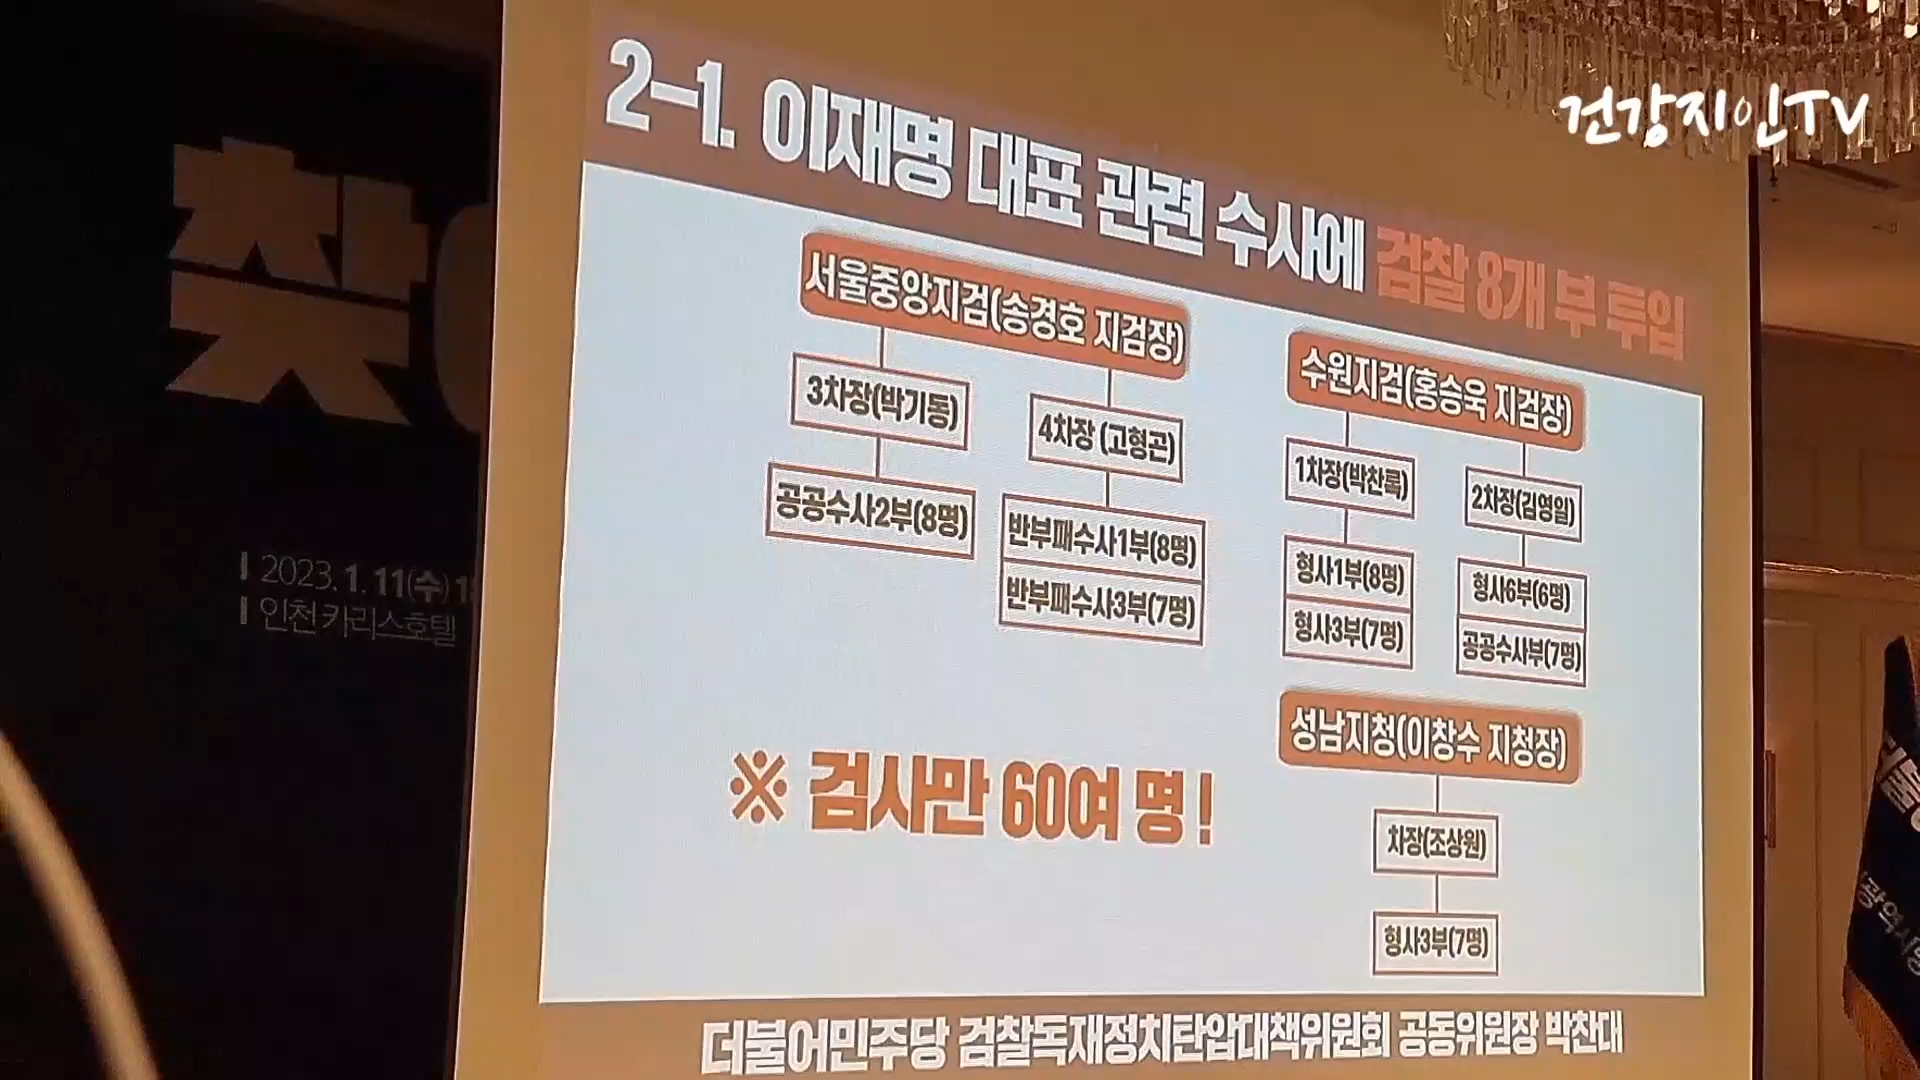 건강지인TV
2-1. 이재명 대표 관련 수사에 검찰 8개 부 투입
서울중앙지검(송경호 지검장)
3차장(박기동)
4차장 (고형곤)
공공수사2부(8명)
반부패수사1부(8명)
반부패수사3부(7명)
수원지검(홍승욱 지검장)
1차장(박찬록)
2차장(김영일)
형사1부(8명)
형사3부(7명)
형사6부(6명)
공공수사부(7명)
성남지청(이창수 지청장)
차장(조상원)
형사3부(7명)
※ 검사만 60여 명!
더불어민주당 검찰독재정치탄압대책위원회 공동위원장 박찬대
2023. 1. 11(수)
인천 카리스호텔